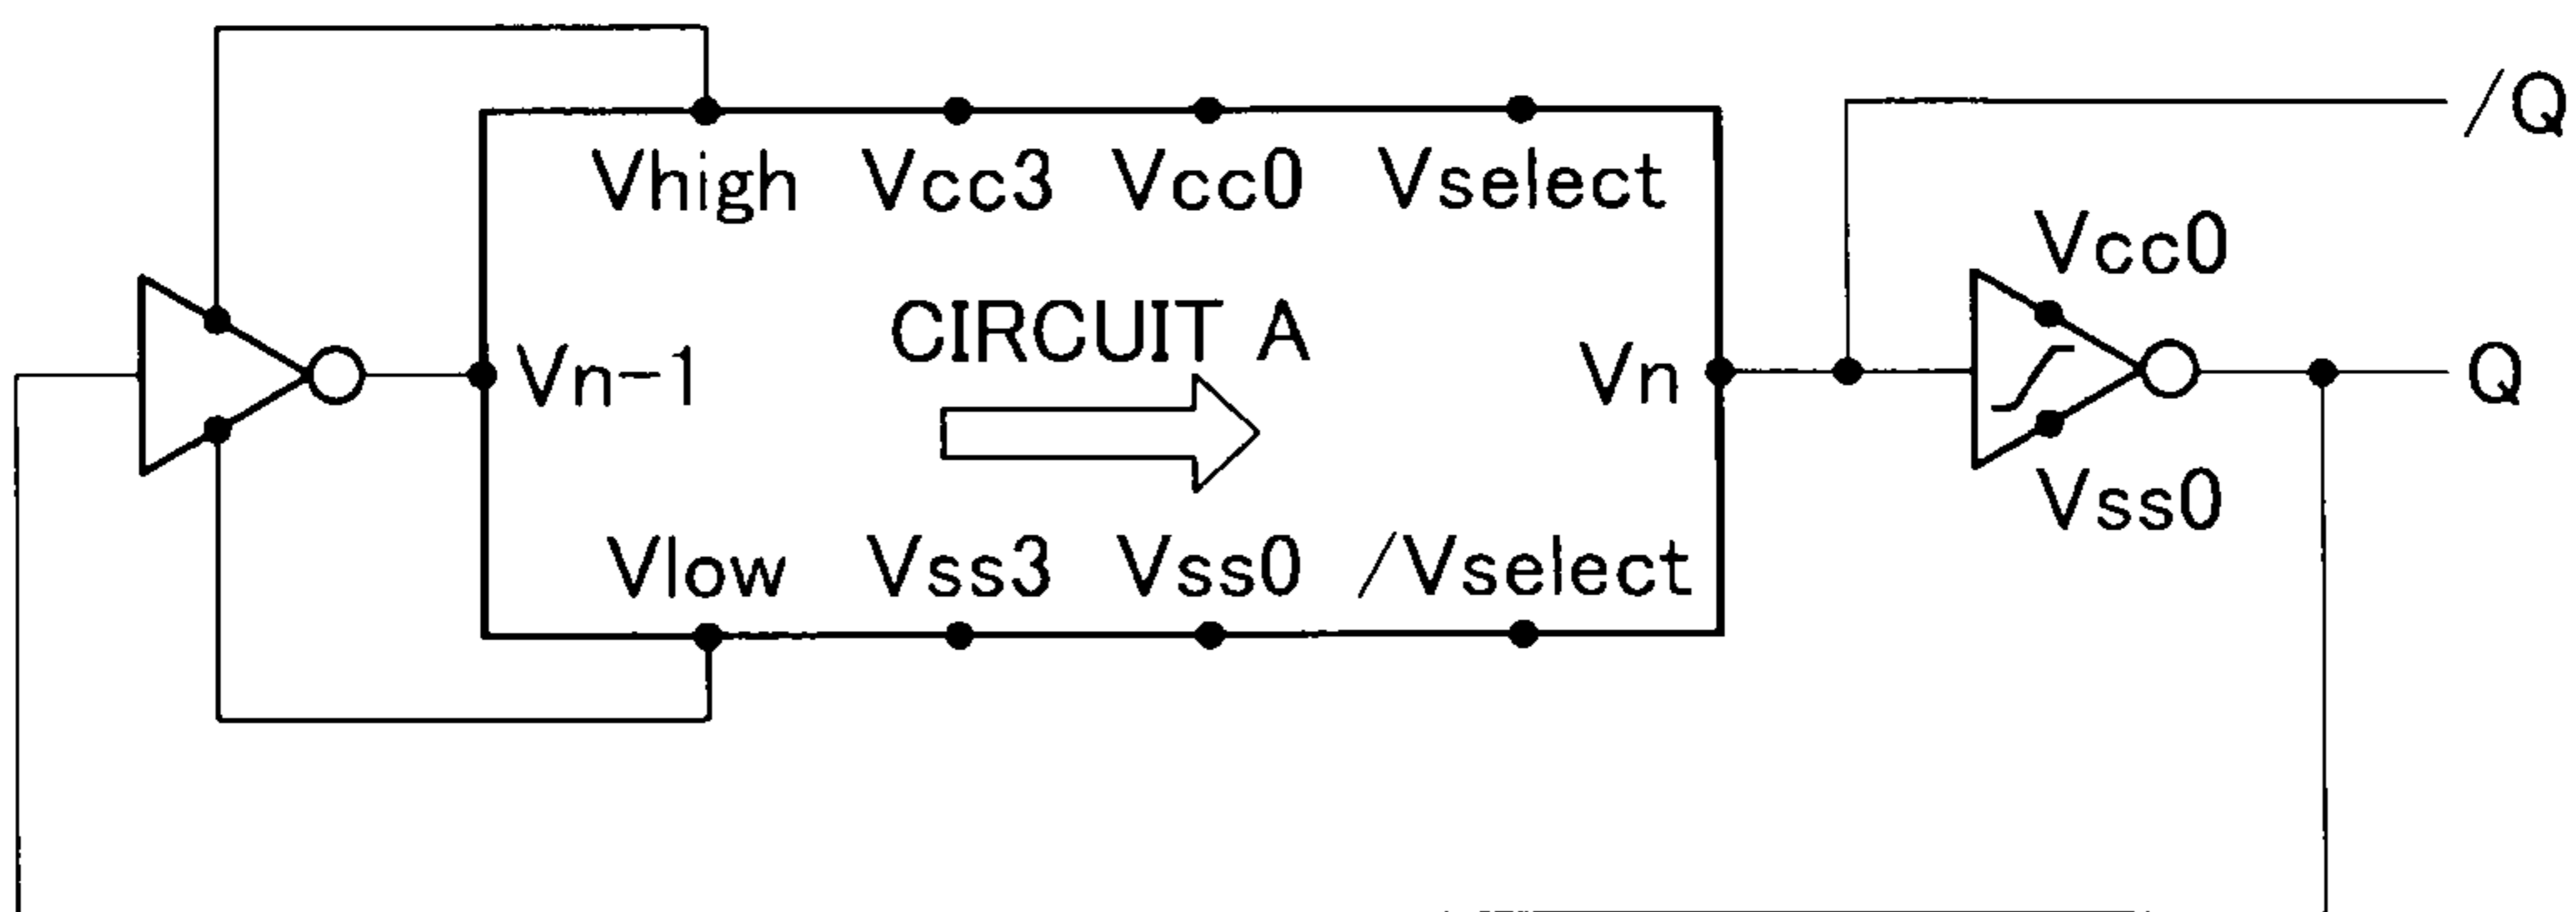 /Q
Vhigh Vcc3 Vcc0 Vselect
Vcc0
CIRCUIT A
Vn-1
Vn
Q
Vss0
Vlow Vss3 Vss0 /Vselect